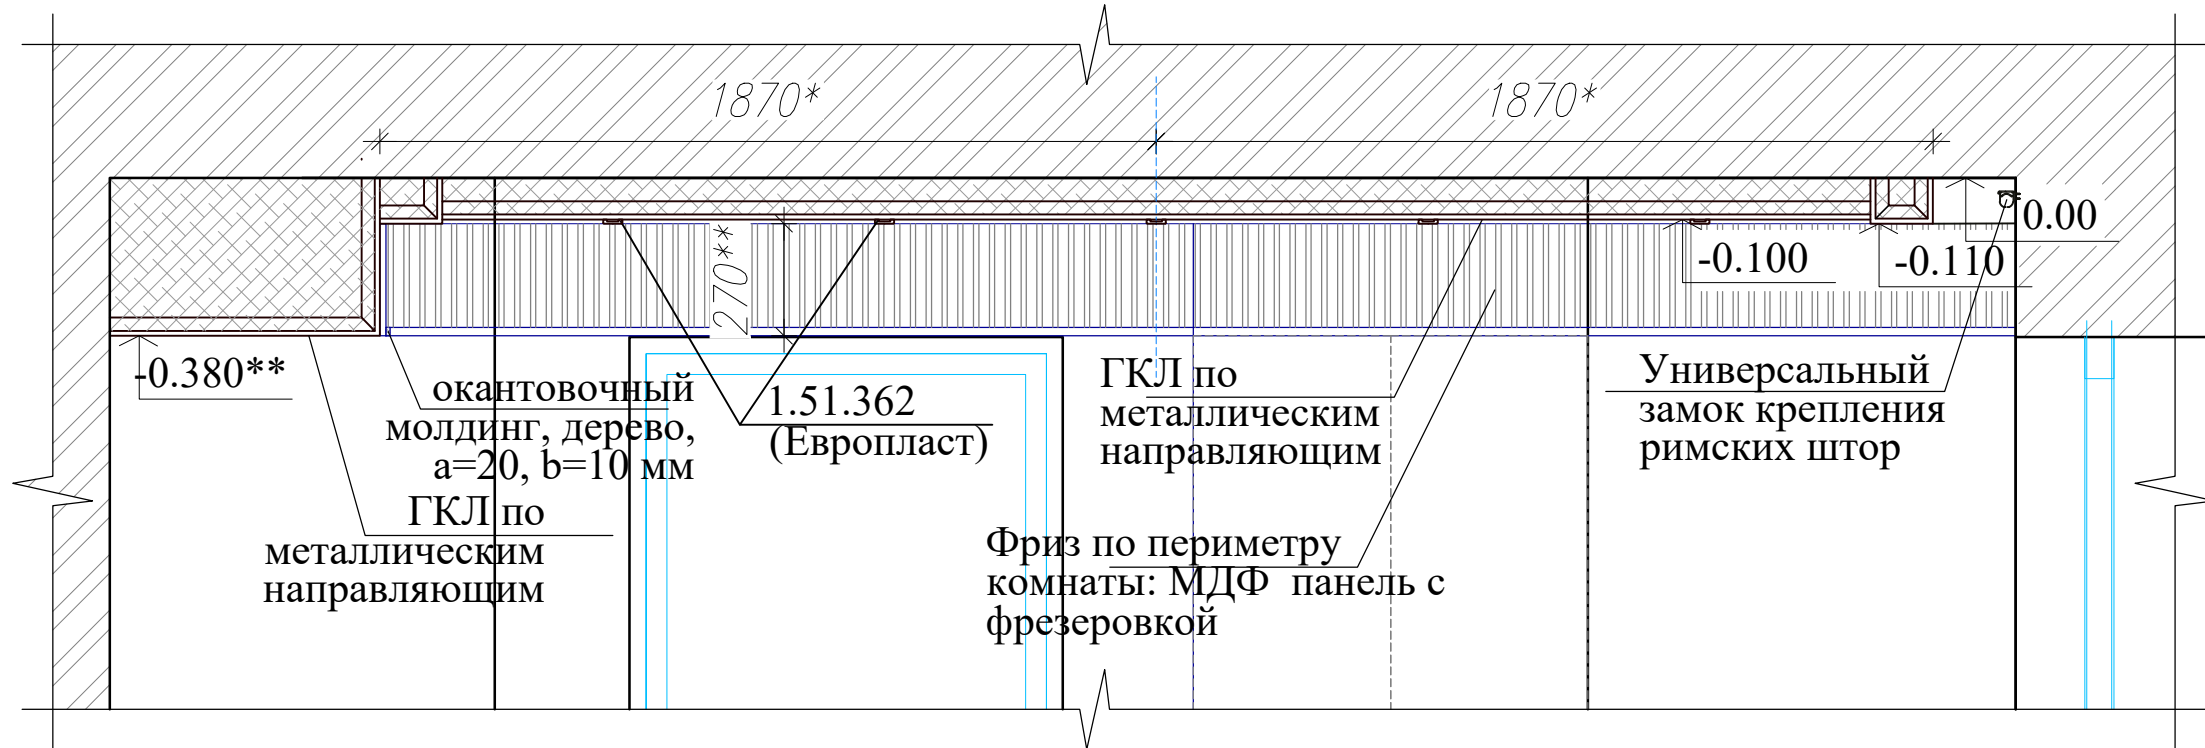 1870*
1870*
270**
0.00
-0.100
-0.110
-0.380**
окантовочный
молдинг, дерево,
a=20, b=10 мм
1.51.362
(Европласт)
ГКЛ по
металлическим
направляющим
Универсальный
замок крепления
римских штор
ГКЛ по
металлическим
направляющим
Фриз по периметру
комнаты: МДФ панель с
фрезеровкой